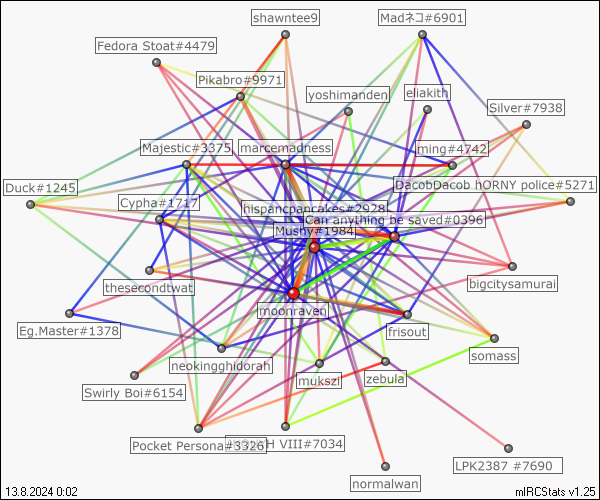 shawntee9
Madネコ#6901
Fedora Stoat#4479
Pikabro#9971
yoshimanden
eliakith
Silver#7938
Majestic#3375
marcemadness
ming#4742
Duck#1245
DacobDacob hORNY police#5271
Cypha#1717
hispancpancakes#2928
Can anything be saved#0396
Mushy#1984
thesecondtwat
bigcitysamurai
moonraven
Eg.Master#1378
frisout
somass
neokingghidorah
mukszi
zebula
Swirly Boi#6154
Pocket Persona#3326
VIII#7034
LPK2387 #7690
normalwan
13.8.2024 0:02
mIRCStats v1.25